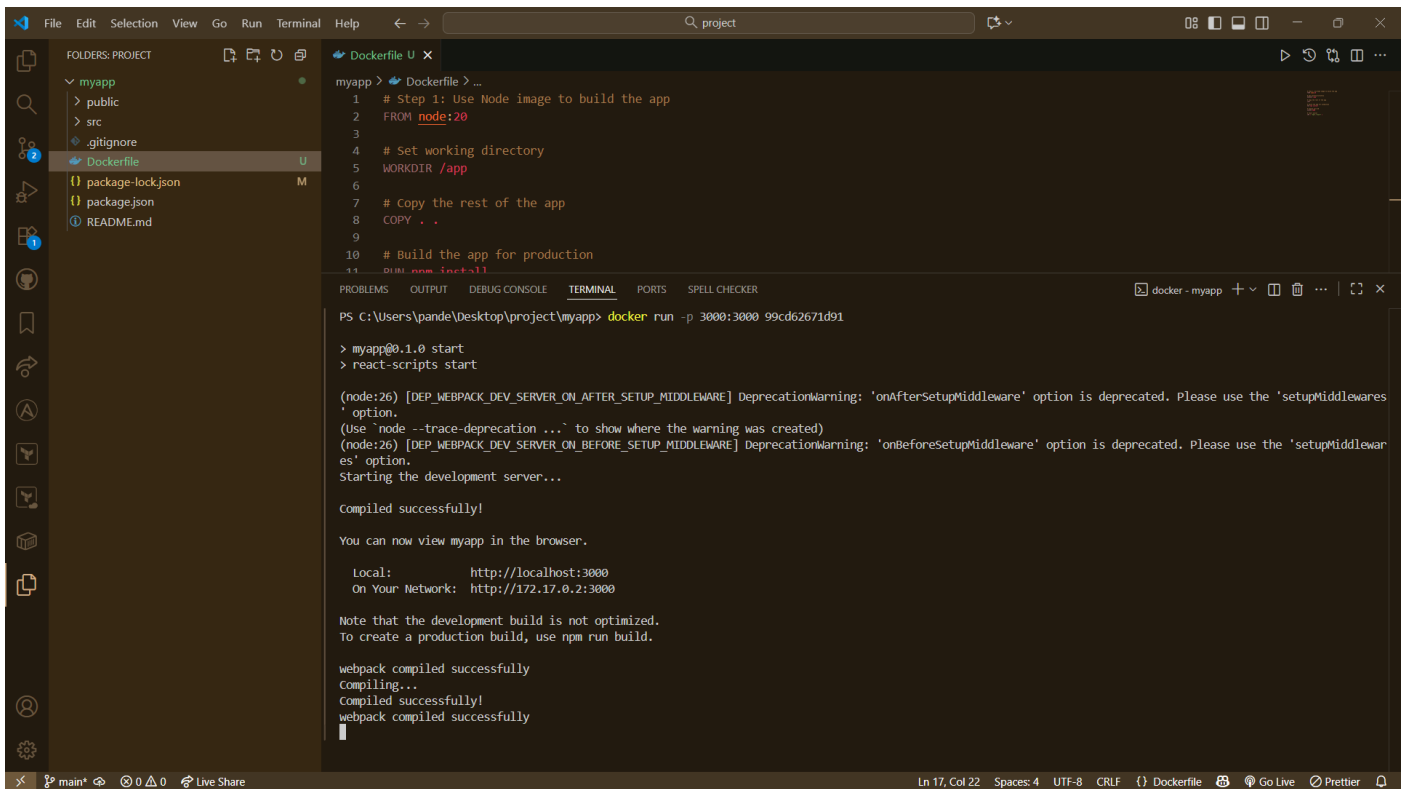 File Edit Selection View Go Run Terminal Help
project
FOLDERS: PROJECT
myapp
public
src
.gitignore
Dockerfile U
package-lock.json M
package.json
README.md
2
1
Dockerfile U
myapp > Dockerfile > ...
1 # Step 1: Use Node image to build the app
2 FROM node:20
3
4 # Set working directory
5 WORKDIR /app
6
7 # Copy the rest of the app
8 COPY . .
9
10 # Build the app for production
11 RUN npm install
PROBLEMS OUTPUT DEBUG CONSOLE TERMINAL PORTS SPELL CHECKER
docker - myapp
PS C:\Users\pande\Desktop\project\myapp> docker run -p 3000:3000 99cd62671d91
> myapp@0.1.0 start
> react-scripts start
(node:26) [DEP_WEBPACK_DEV_SERVER_ON_AFTER_SETUP_MIDDLEWARE] DeprecationWarning: 'onAfterSetupMiddleware' option is deprecated. Please use the 'setupMiddlewares
' option.
(Use `node --trace-deprecation ...` to show where the warning was created)
(node:26) [DEP_WEBPACK_DEV_SERVER_ON_BEFORE_SETUP_MIDDLEWARE] DeprecationWarning: 'onBeforeSetupMiddleware' option is deprecated. Please use the 'setupMiddlewar
es' option.
Starting the development server...
Compiled successfully!
You can now view myapp in the browser.
Local: http://localhost:3000
On Your Network: http://172.17.0.2:3000
Note that the development build is not optimized.
To create a production build, use npm run build.
webpack compiled successfully
Compiling...
Compiled successfully!
webpack compiled successfully
main* 0 0 Live Share
Ln 17, Col 22 Spaces: 4 UTF-8 CRLF {} Dockerfile Go Live Prettier